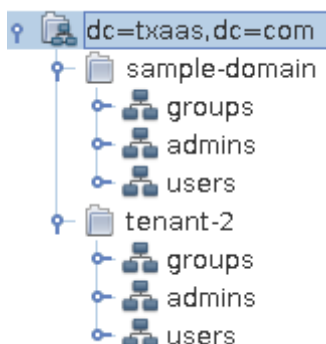 dc=txaas,dc=com
sample-domain
groups
admins
users
tenant-2
groups
admins
users